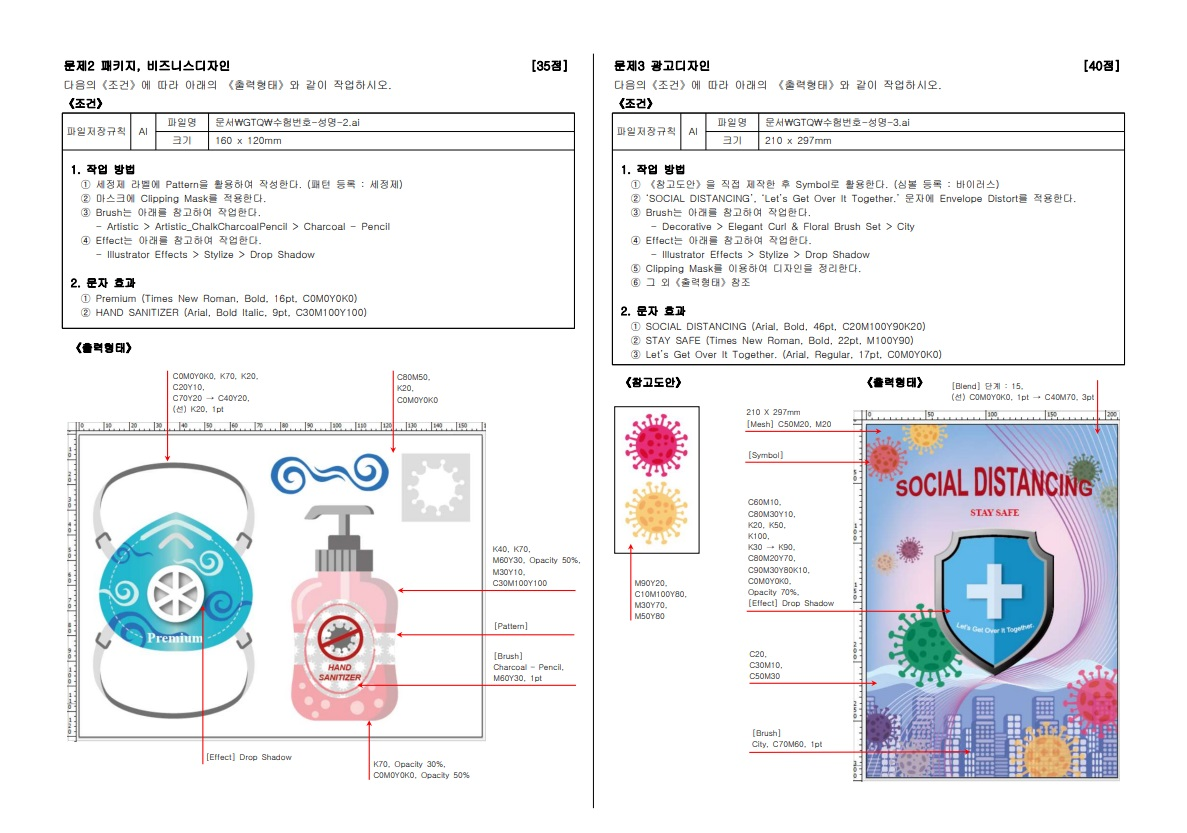 문제2 패키지, 비즈니스디자인 [35점]
다음의 《조건》에 따라 아래의 《출력형태》와 같이 작업하시오.
《조건》
파일저장규칙 AI 파일명 문서₩GTQ₩수험번호-성명-2.ai
크기 160 x 120mm
1. 작업 방법
① 세정제 라벨에 Pattern을 활용하여 작성한다. (패턴 등록 : 세정제)
② 마스크에 Clipping Mask를 적용한다.
③ Brush는 아래를 참고하여 작업한다.
- Artistic > Artistic_ChalkCharcoalPencil > Charcoal - Pencil
④ Effect는 아래를 참고하여 작업한다.
- Illustrator Effects > Stylize > Drop Shadow
2. 문자 효과
① Premium (Times New Roman, Bold, 16pt, C0M0Y0K0)
② HAND SANITIZER (Arial, Bold Italic, 9pt, C30M100Y100)
《출력형태》
C0M0Y0K0, K70, K20,
C20Y10,
C70Y20 → C40Y20,
(선) K20, 1pt
C80M50,
K20,
C0M0Y0K0
0 10 20 30 40 50 60 70 80 90 100 110 120 130 140 150
K40, K70,
M60Y30, Opacity 50%,
M30Y10,
C30M100Y100
[Pattern]
[Brush]
Charcoal - Pencil,
M60Y30, 1pt
Premium
HAND
SANITIZER
[Effect] Drop Shadow
K70, Opacity 30%,
C0M0Y0K0, Opacity 50%
문제3 광고디자인 [40점]
다음의 《조건》에 따라 아래의 《출력형태》와 같이 작업하시오.
《조건》
파일저장규칙 AI 파일명 문서₩GTQ₩수험번호-성명-3.ai
크기 210 x 297mm
1. 작업 방법
① 《참고도안》을 직접 제작한 후 Symbol로 활용한다. (심볼 등록 : 바이러스)
② 'SOCIAL DISTANCING', 'Let's Get Over It Together.' 문자에 Envelope Distort를 적용한다.
③ Brush는 아래를 참고하여 작업한다.
- Decorative > Elegant Curl & Floral Brush Set > City
④ Effect는 아래를 참고하여 작업한다.
- Illustrator Effects > Stylize > Drop Shadow
⑤ Clipping Mask를 이용하여 디자인을 정리한다.
⑥ 그 외 《출력형태》 참조
2. 문자 효과
① SOCIAL DISTANCING (Arial, Bold, 46pt, C20M100Y90K20)
② STAY SAFE (Times New Roman, Bold, 22pt, M100Y90)
③ Let's Get Over It Together. (Arial, Regular, 17pt, C0M0Y0K0)
《참고도안》
《출력형태》
[Blend] 단계 : 15,
(선) C0M0Y0K0, 1pt → C40M70, 3pt
210 X 297mm
[Mesh] C50M20, M20
0 50 100 150 200
[Symbol]
SOCIAL DISTANCING
STAY SAFE
C60M10,
C80M30Y10,
K20, K50,
K100,
K30 → K90,
C80M20Y70,
C90M30Y80K10,
C0M0Y0K0,
Opacity 70%,
[Effect] Drop Shadow
M90Y20,
C10M100Y80,
M30Y70,
M50Y80
Let's Get Over It Together.
C20,
C30M10,
C50M30
[Brush]
City, C70M60, 1pt